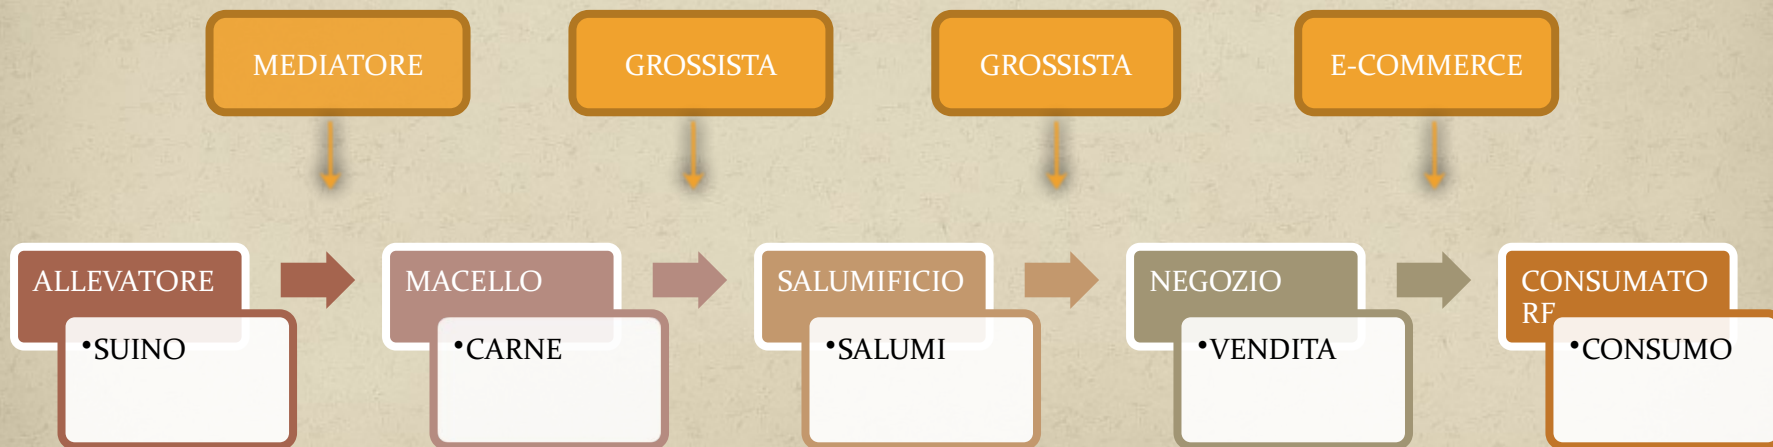 MEDIATORE
GROSSISTA
GROSSISTA
E-COMMERCE
ALLEVATORE
•SUINO
MACELLO
•CARNE
SALUMIFICIO
•SALUMI
NEGOZIO
•VENDITA
CONSUMATO
RE
•CONSUMO